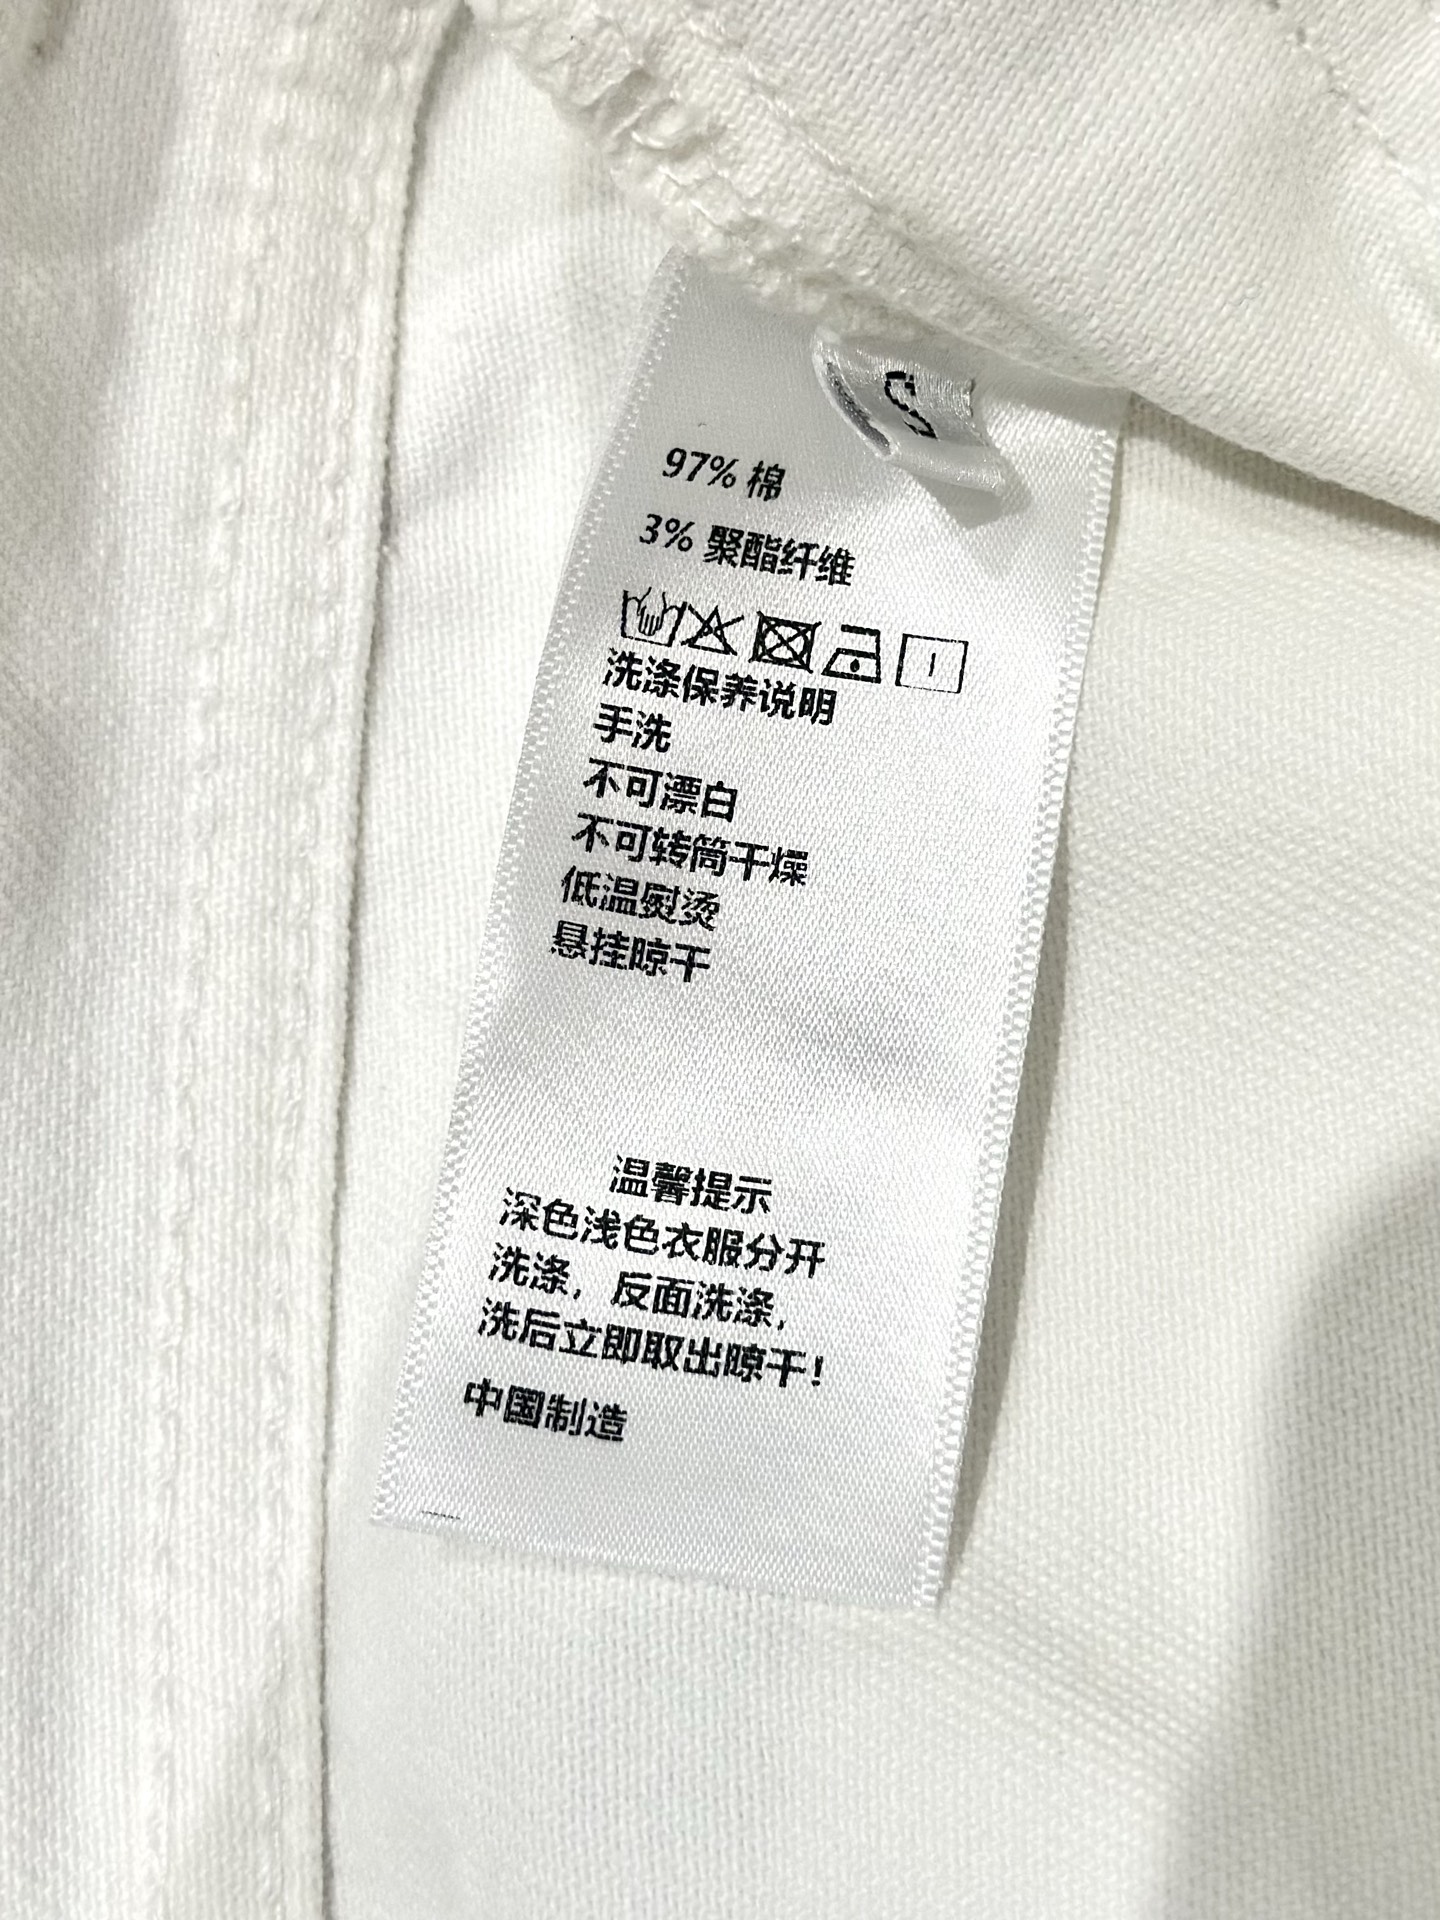 S
97% 棉
3% 聚酯纤维
洗涤保养说明
手洗
不可漂白
不可转筒干燥
低温熨烫
悬挂晾干
温馨提示
深色浅色衣服分开
洗涤，反面洗涤，
洗后立即取出晾干！
中国制造